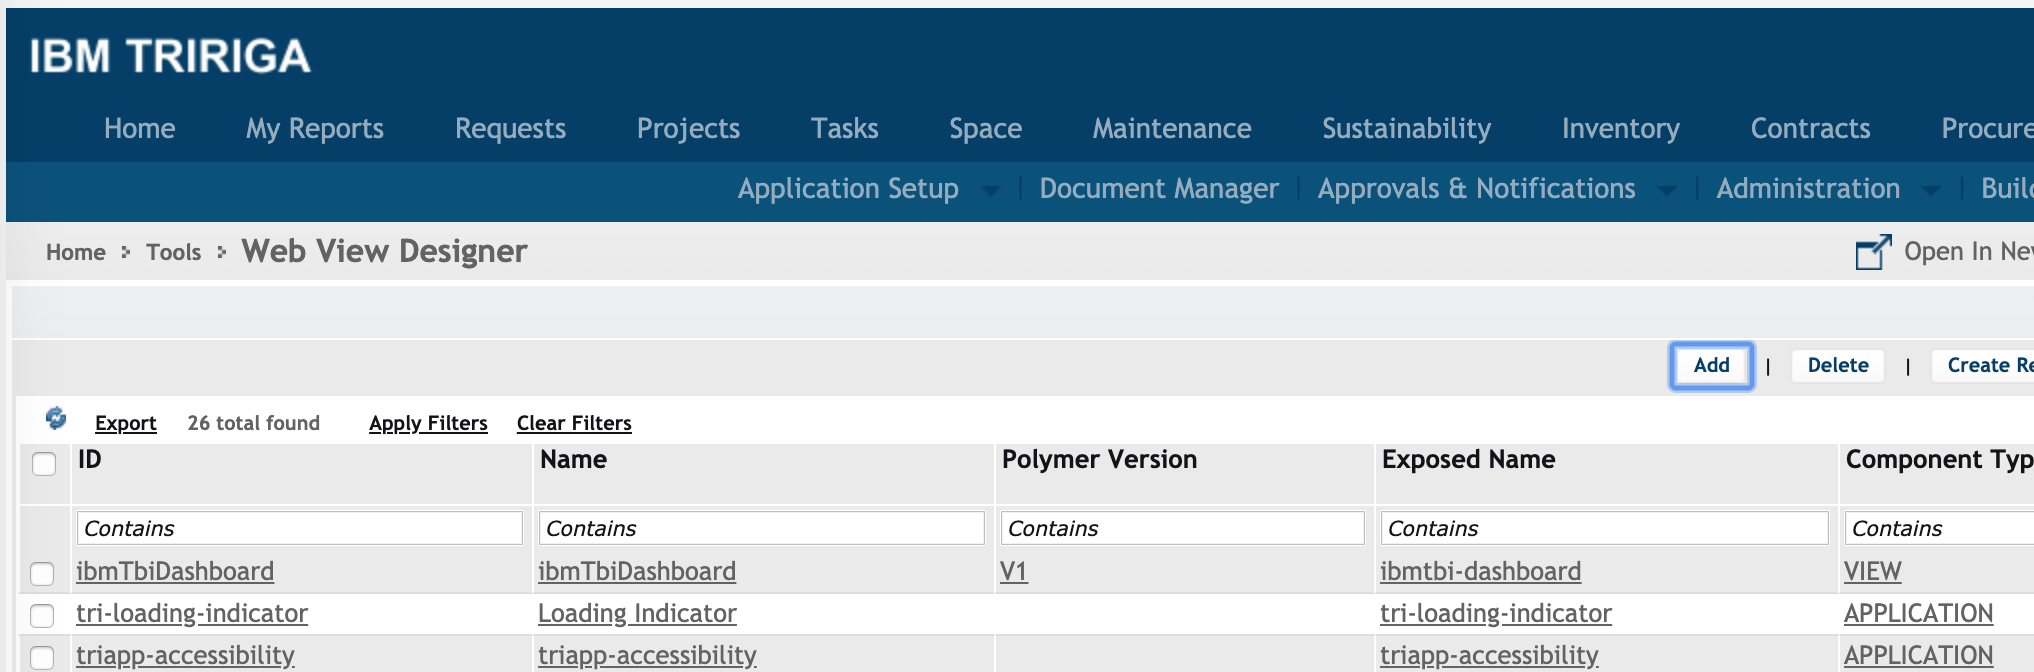 IBM TRIRIGA
Home My Reports Requests Projects Tasks Space Maintenance Sustainability Inventory Contracts Procure
Application Setup | Document Manager | Approvals & Notifications | Administration | Buil
Home Tools Web View Designer Open In Ne
Add | Delete | Create Re
Export 26 total found Apply Filters Clear Filters
ID Name Polymer Version Exposed Name Component Typ
Contains Contains Contains Contains Contains
ibmTbiDashboard ibmTbiDashboard V1 ibmtbi-dashboard VIEW
tri-loading-indicator Loading Indicator tri-loading-indicator APPLICATION
triapp-accessibility triapp-accessibility triapp-accessibility APPLICATION